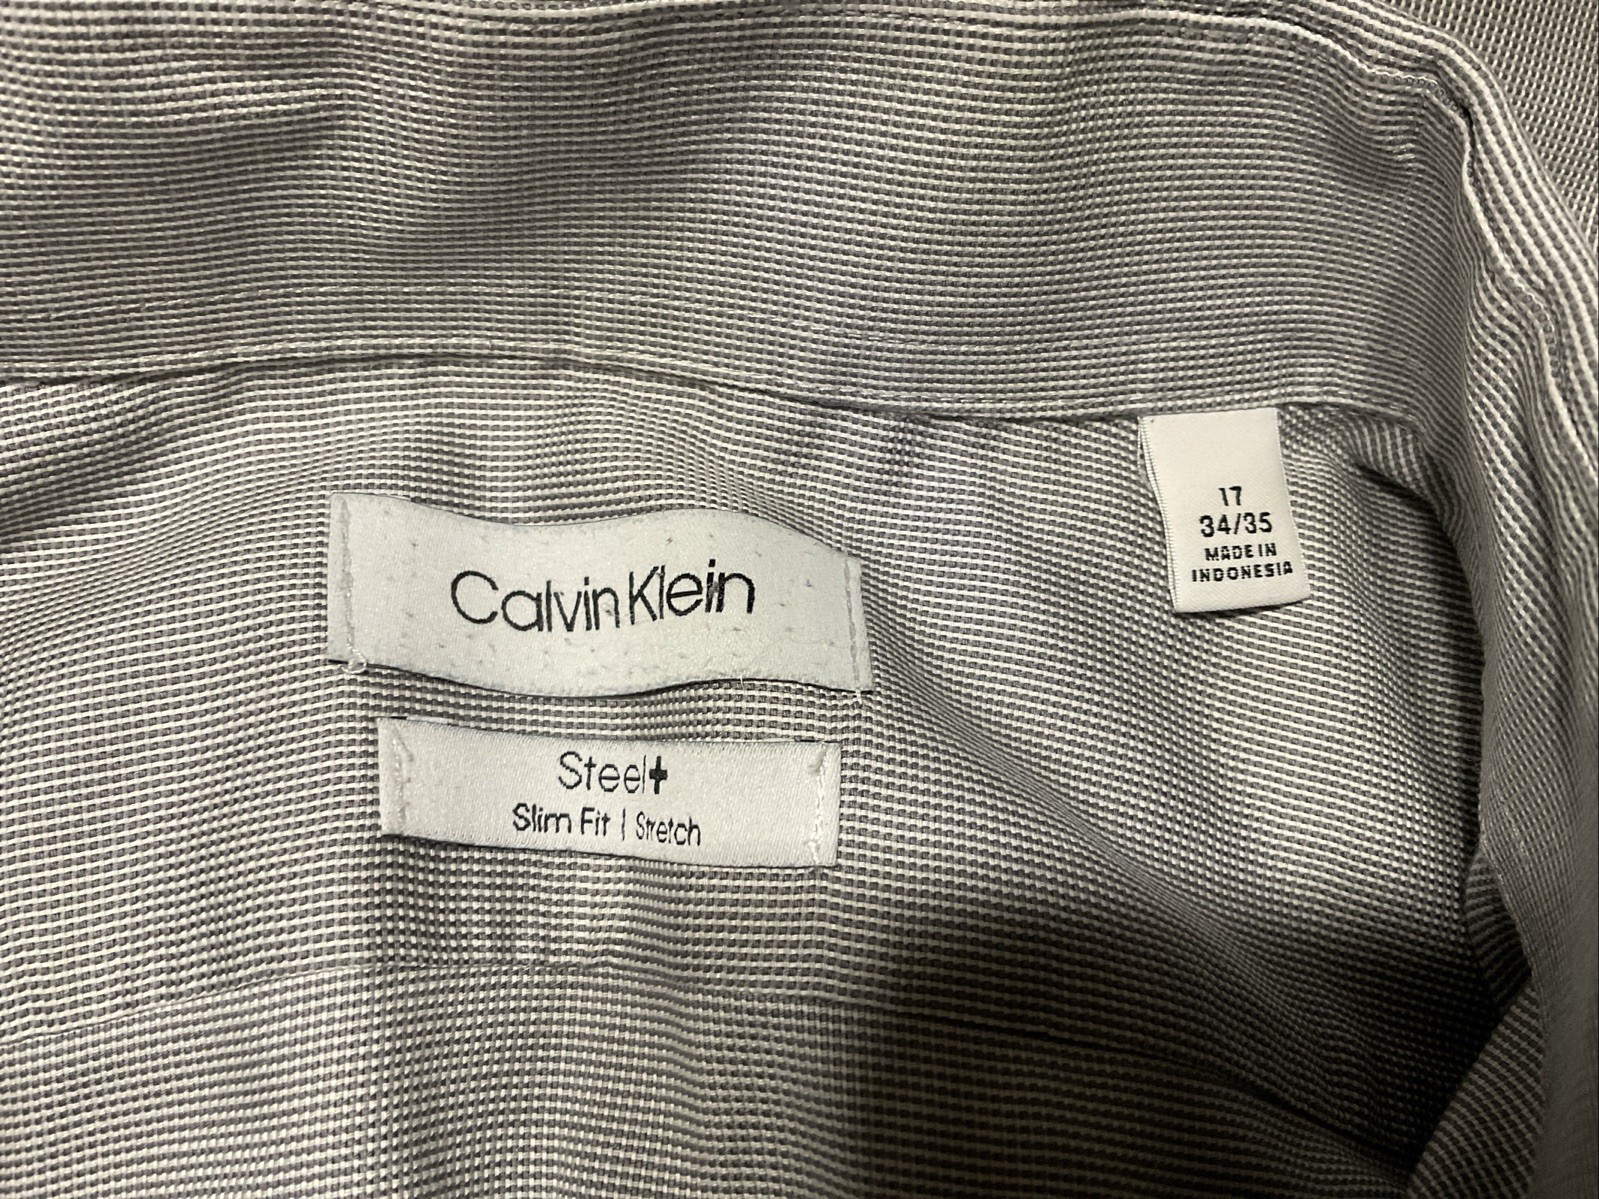 Calvin Klein
Steel+
Slim Fit | Stretch
17
34/35
MADE IN
INDONESIA